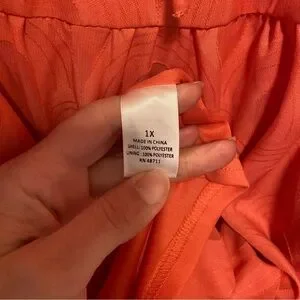 1X
MADE IN CHINA
SHELL: 100% POLYESTER
LINING: 100% POLYESTER
RN 48711